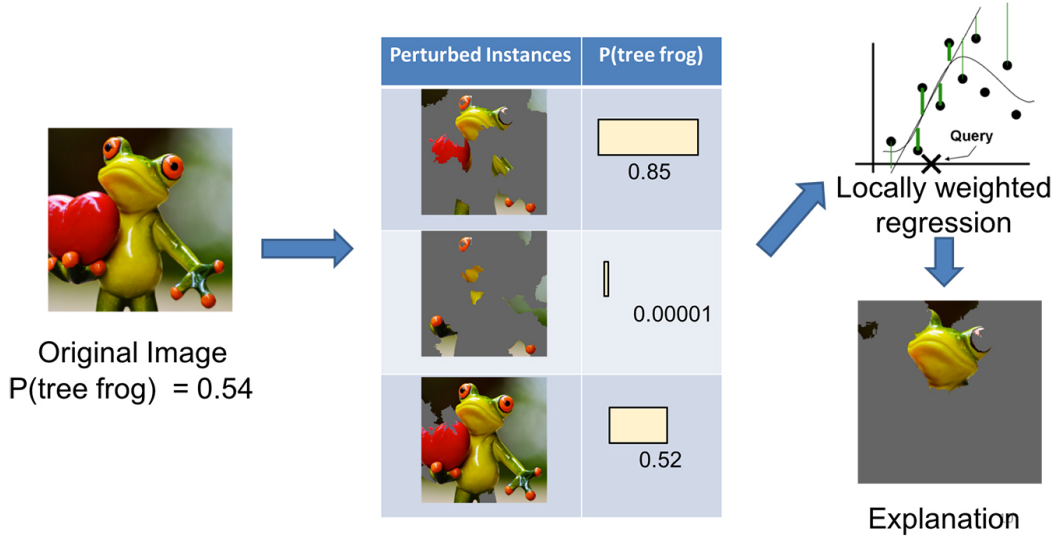 Perturbed Instances
P(tree frog)
0.85
0.00001
0.52
Original Image
P(tree frog) = 0.54
Query
Locally weighted
regression
Explanation